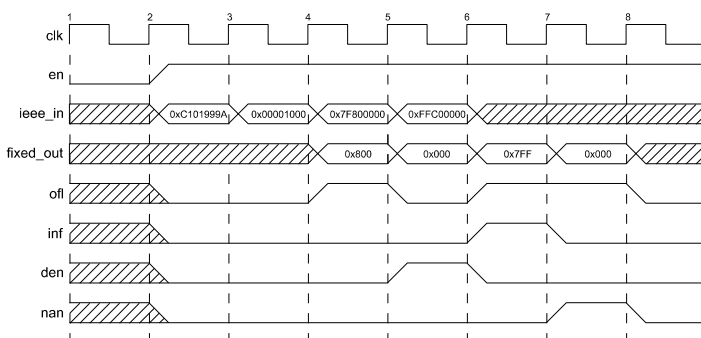 1 2 3 4 5 6 7 8
clk
en
ieee_in 0xC101999A 0x00001000 0x7F800000 0xFFC00000
fixed_out 0x800 0x000 0x7FF 0x000
ofl
inf
den
nan